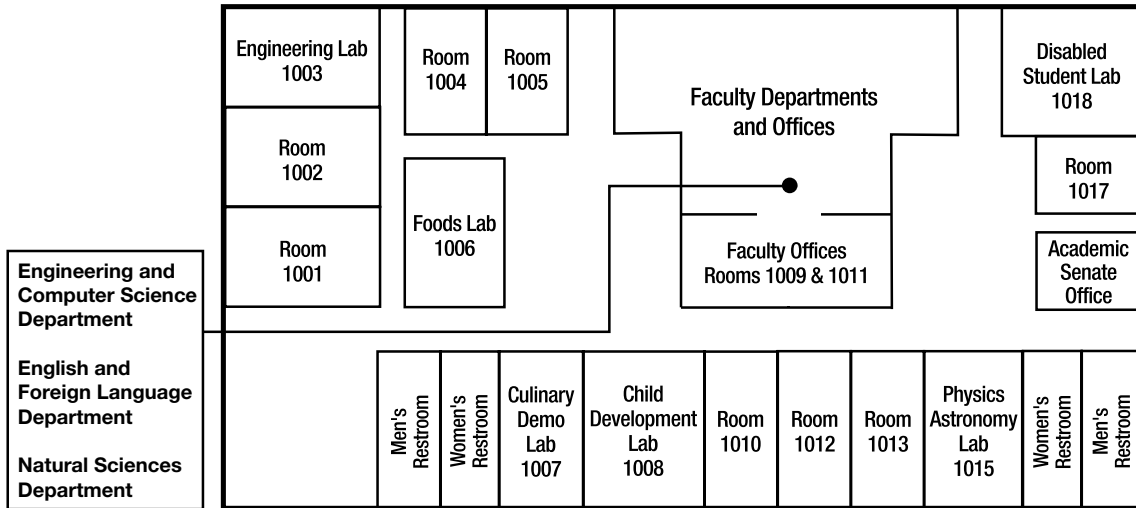 Engineering Lab
1003
Room
1004
Room
1005
Faculty Departments
and Offices
Disabled
Student Lab
1018
Room
1002
Room
1017
Foods Lab
1006
Room
1001
Faculty Offices
Rooms 1009 & 1011
Academic
Senate
Office
Engineering and
Computer Science
Department
English and
Foreign Language
Department
Natural Sciences
Department
Men's
Restroom
Women's
Restroom
Culinary
Demo
Lab
1007
Child
Development
Lab
1008
Room
1010
Room
1012
Room
1013
Physics
Astronomy
Lab
1015
Women's
Restroom
Men's
Restroom